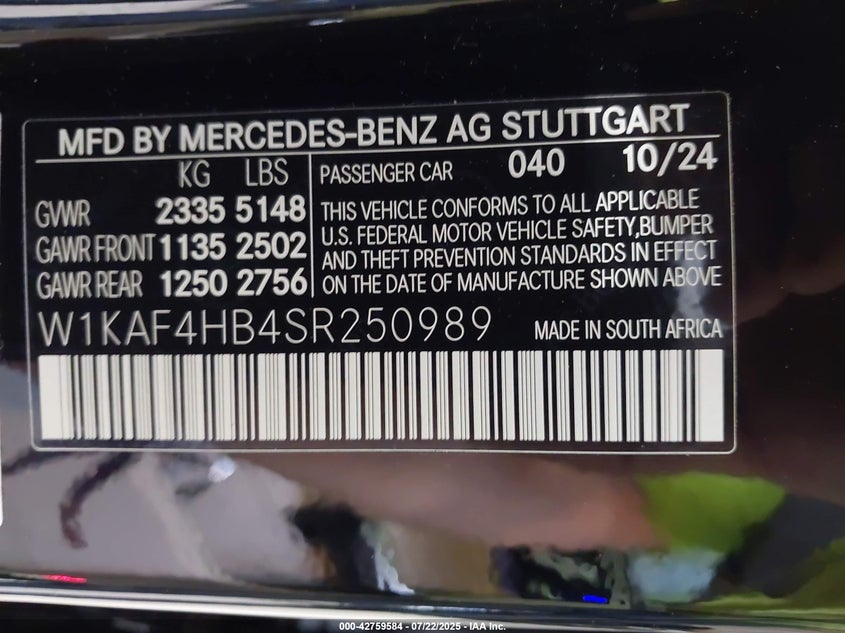 MFD BY MERCEDES-BENZ AG STUTTGART
KG LBS
GVWR 2335 5148
GAWR FRONT 1135 2502
GAWR REAR 1250 2756
PASSENGER CAR 040 10/24
THIS VEHICLE CONFORMS TO ALL APPLICABLE
U.S. FEDERAL MOTOR VEHICLE SAFETY,BUMPER
AND THEFT PREVENTION STANDARDS IN EFFECT
ON THE DATE OF MANUFACTURE SHOWN ABOVE
W1KAF4HB4SR250989 MADE IN SOUTH AFRICA
000-42759584 - 07/22/2025 - IAA Inc.